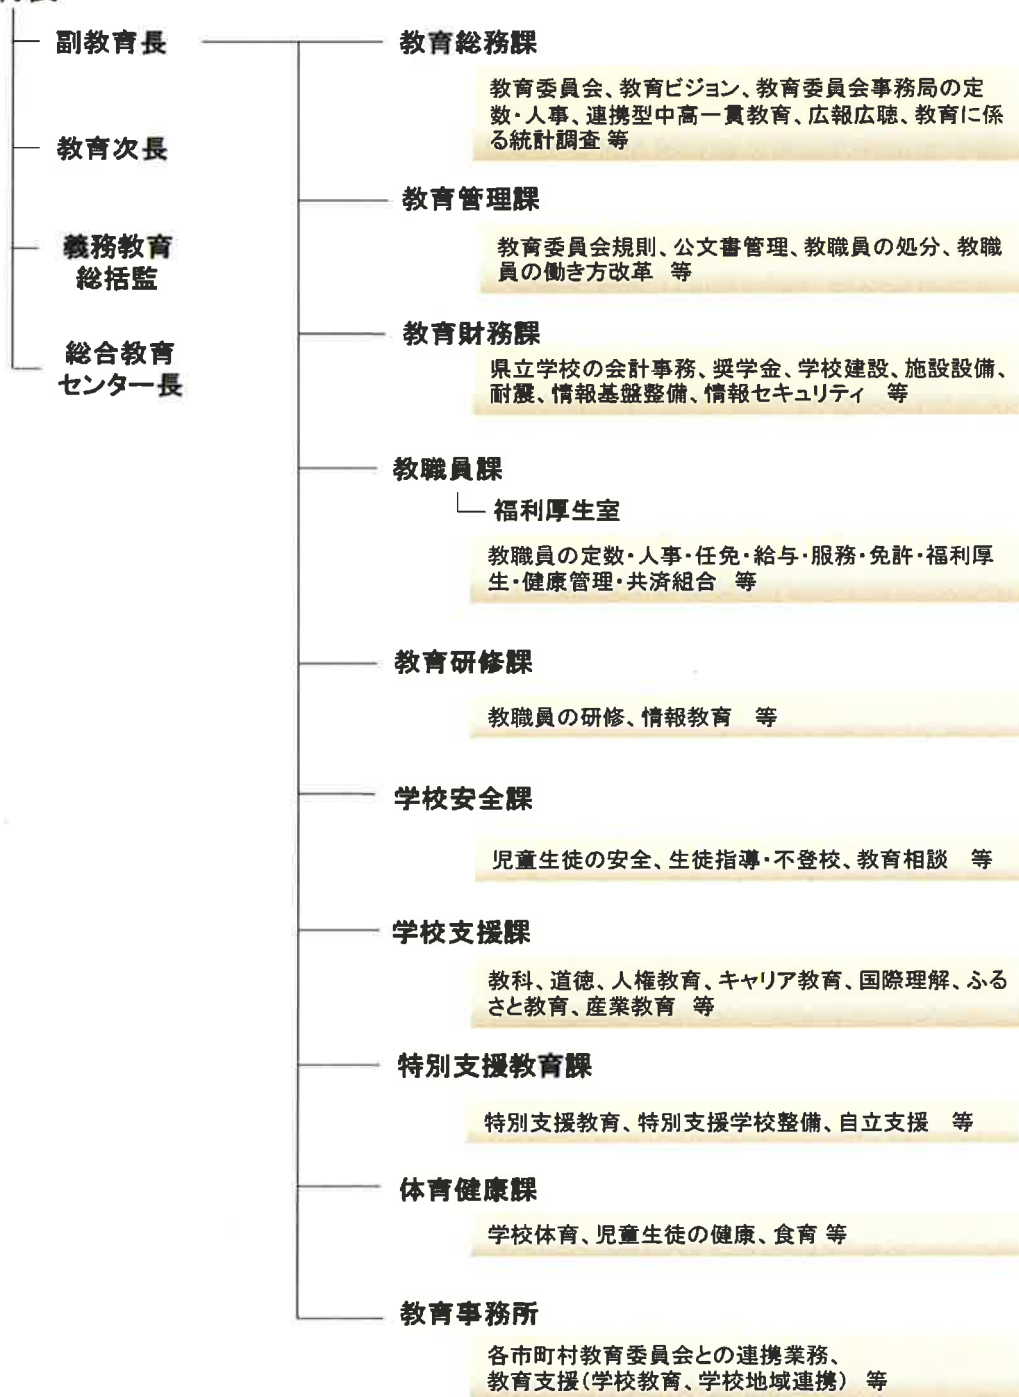 副教育長
教育次長
義務教育
総括監
総合教育
センター長
教育総務課
教育委員会、教育ビジョン、教育委員会事務局の定
数・人事、連携型中高一貫教育、広報広聴、教育に係
る統計調査 等
教育管理課
教育委員会規則、公文書管理、教職員の処分、教職
員の働き方改革 等
教育財務課
県立学校の会計事務、奨学金、学校建設、施設設備、
耐震、情報基盤整備、情報セキュリティ 等
教職員課
福利厚生室
教職員の定数・人事・任免・給与・服務・免許・福利厚
生・健康管理・共済組合 等
教育研修課
教職員の研修、情報教育 等
学校安全課
児童生徒の安全、生徒指導・不登校、教育相談 等
学校支援課
教科、道徳、人権教育、キャリア教育、国際理解、ふる
さと教育、産業教育 等
特別支援教育課
特別支援教育、特別支援学校整備、自立支援 等
体育健康課
学校体育、児童生徒の健康、食育 等
教育事務所
各市町村教育委員会との連携業務、
教育支援(学校教育、学校地域連携) 等